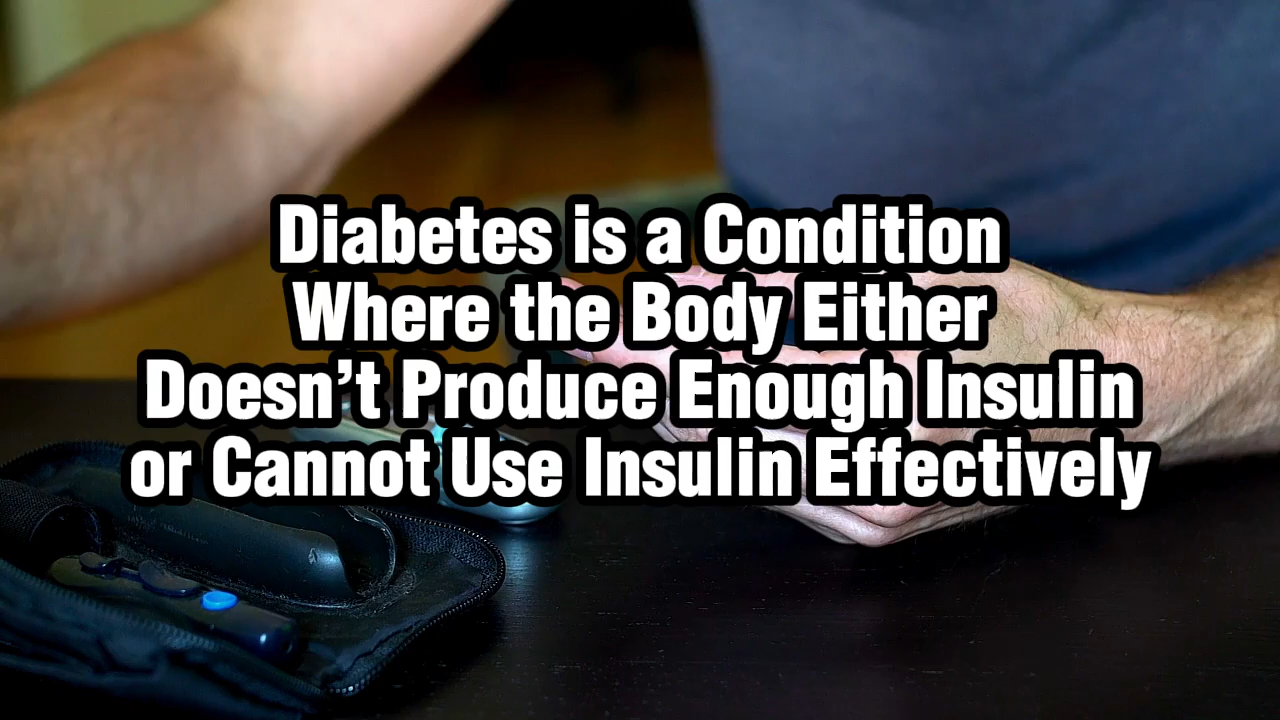 Diabetes is a Condition
Where the Body Either
Doesn’t Produce Enough Insulin
or Cannot Use Insulin Effectively